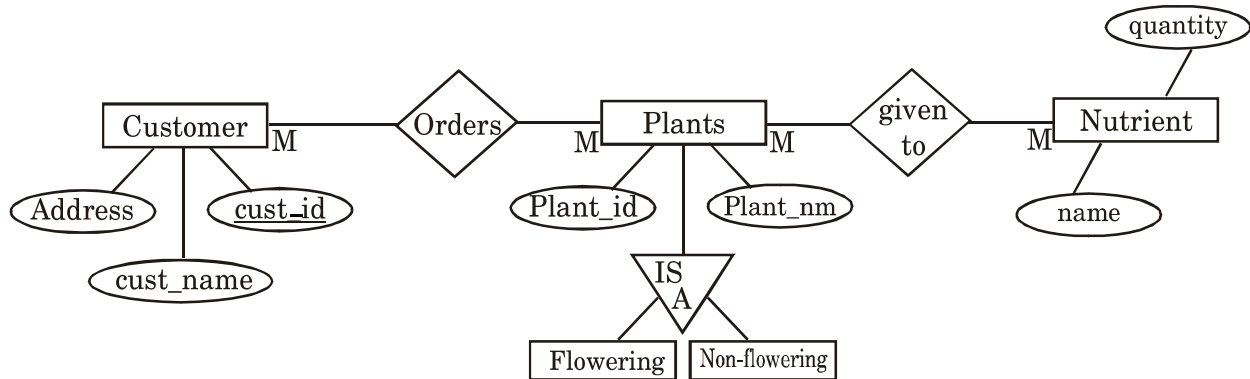 quantity
Customer
M
Orders
M
Plants
M
given
to
M
Nutrient
Address
cust_id
cust_name
Plant_id
Plant_nm
name
IS
A
Flowering
Non-flowering